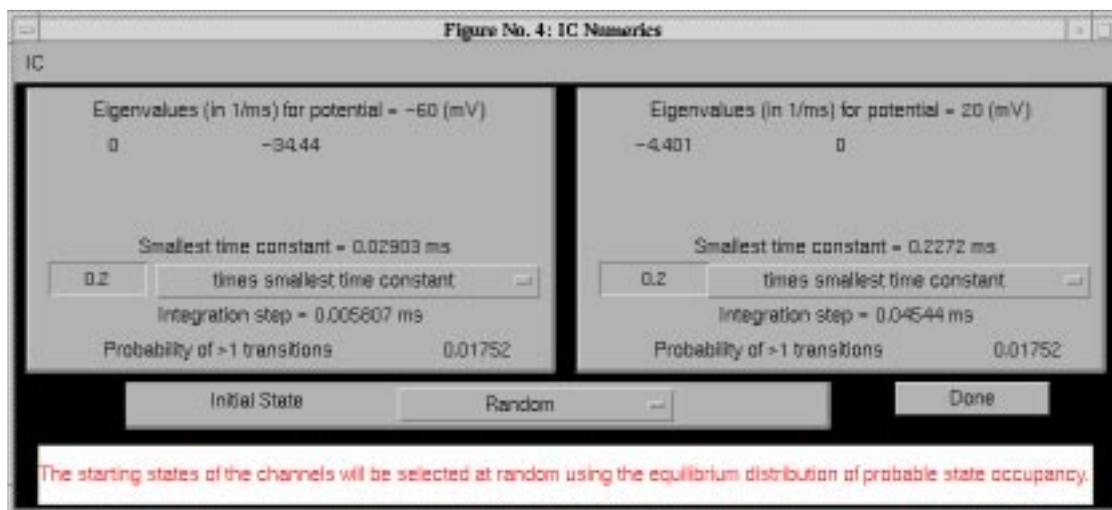 Figure No. 4: IC Numerics
IC
Eigenvalues (in 1/ms) for potential = -60 (mV)
0 -34.44
Smallest time constant = 0.02903 ms
0.2 times smallest time constant
Integration step = 0.005807 ms
Probability of >1 transitions 0.01752
Eigenvalues (in 1/ms) for potential = 20 (mV)
-4.401 0
Smallest time constant = 0.2272 ms
0.2 times smallest time constant
Integration step = 0.04544 ms
Probability of >1 transitions 0.01752
Initial State Random
Done
The starting states of the channels will be selected at random using the equilibrium distribution of probable state occupancy.